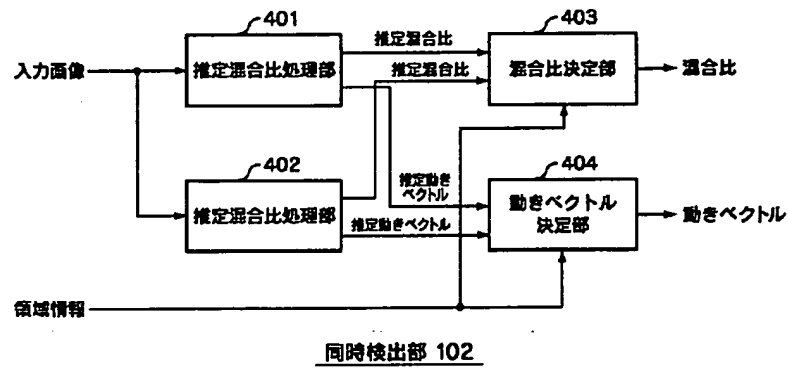 401
推定混合比処理部
402
推定混合比処理部
403
混合比決定部
404
動きベクトル
決定部
入力画像
領域情報
推定混合比
推定混合比
推定動き
ベクトル
推定動きベクトル
混合比
動きベクトル
同時検出部 102